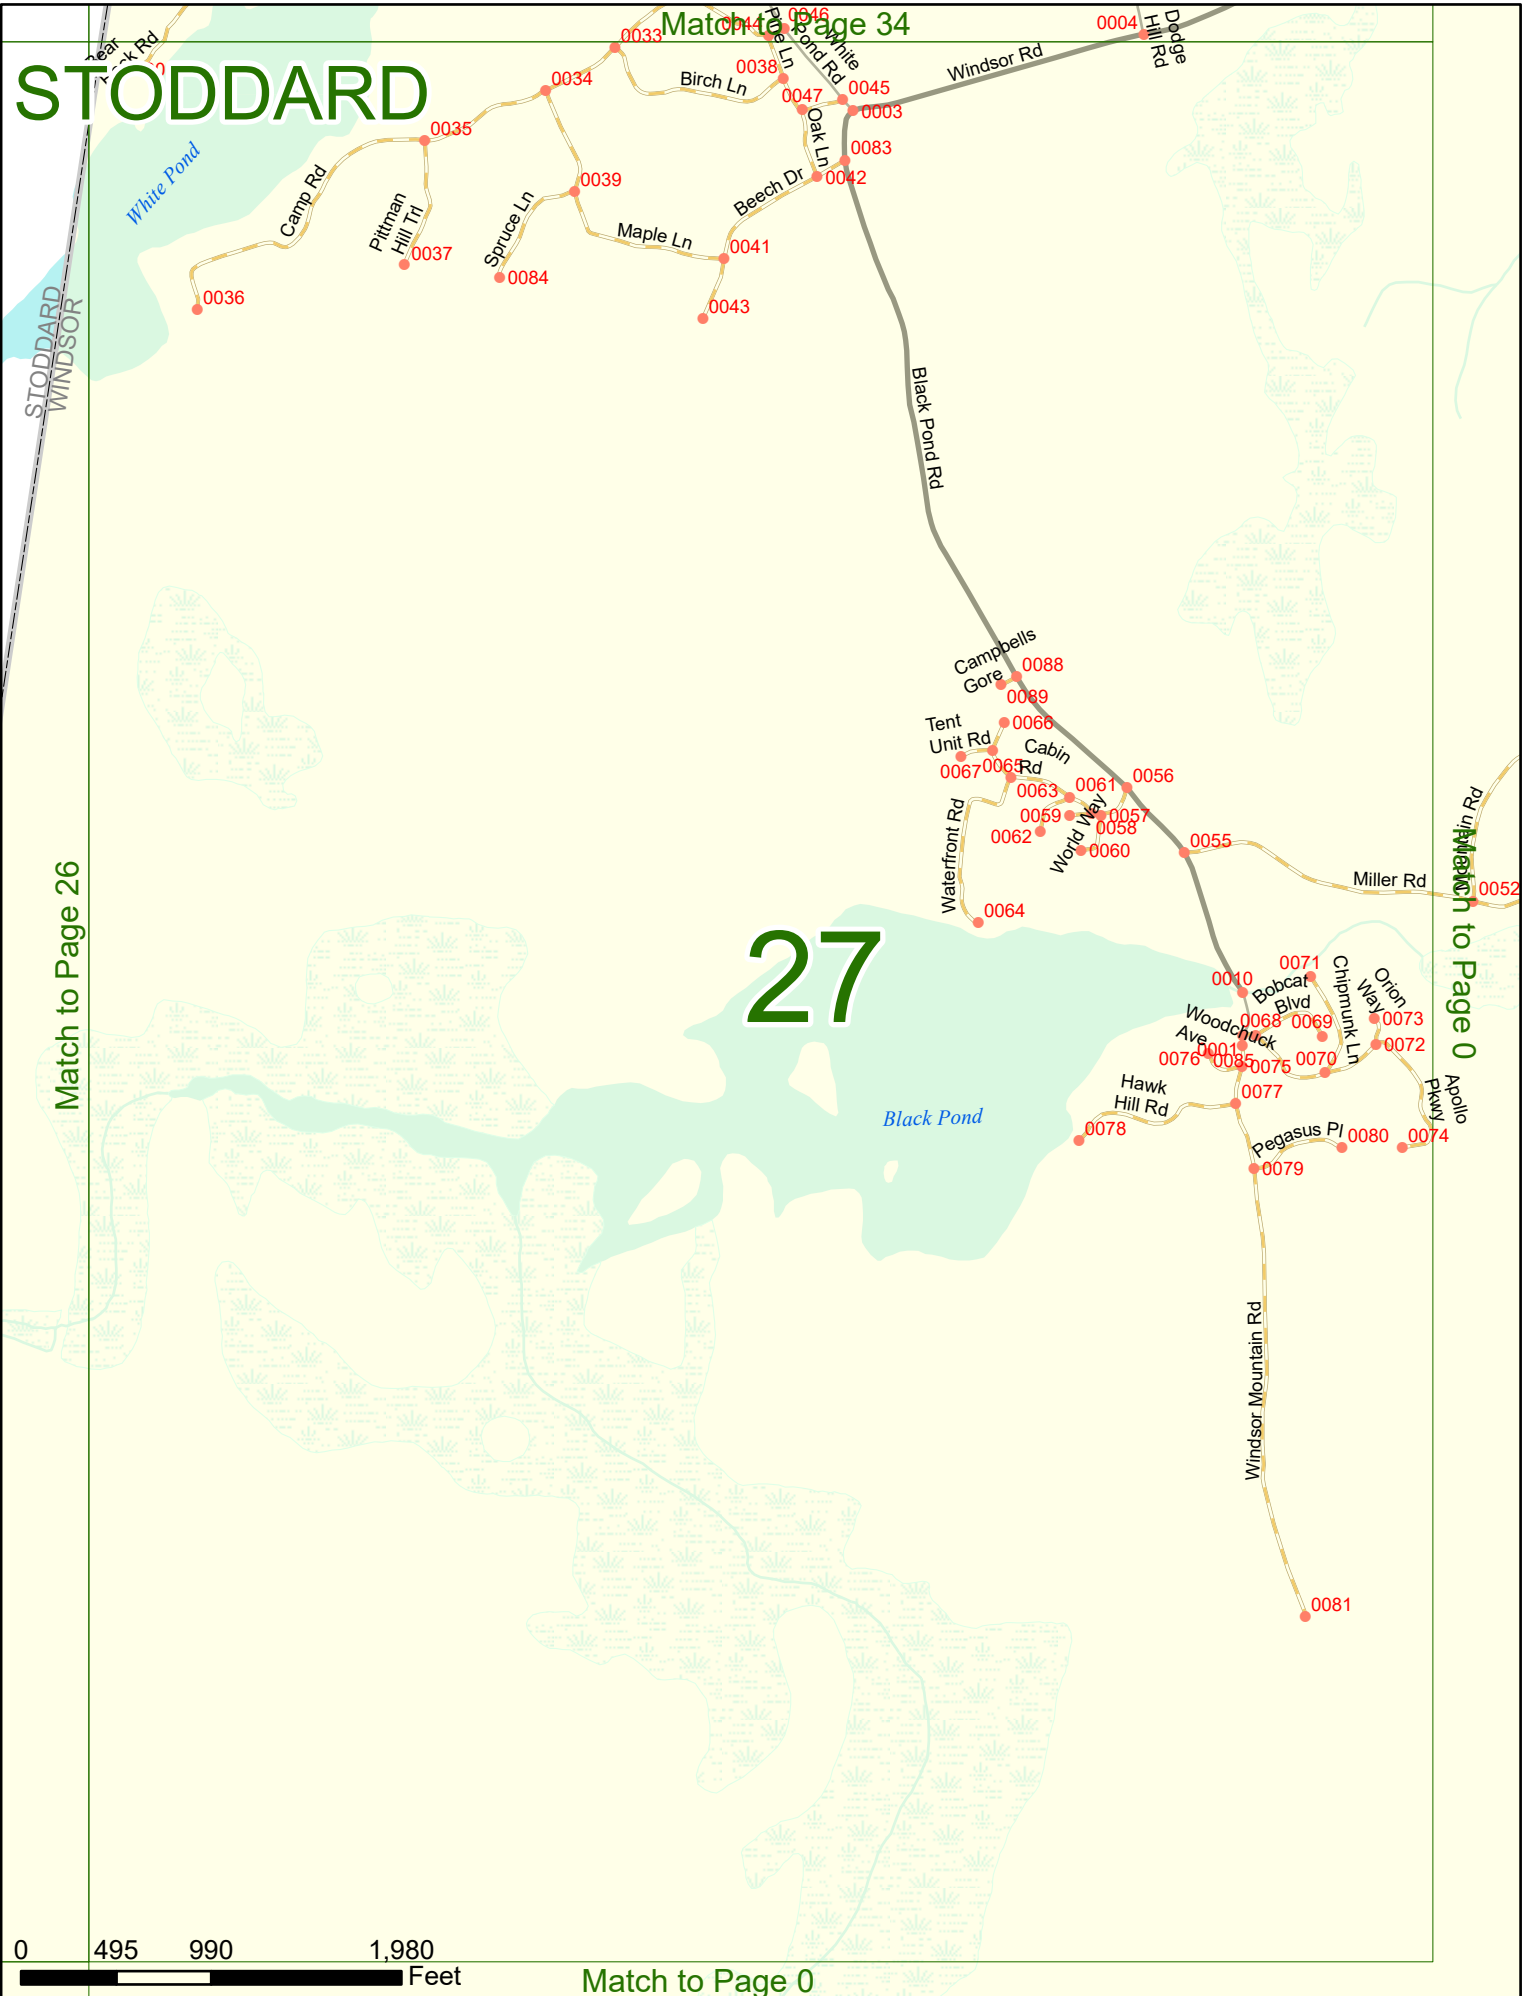 Match to Page 34
STODDARD
Rd
0033
0044
0046
Pine Ln
White
Pond Rd
0004
Dodge
Hill Rd
Windsor Rd
0034
0038
Birch Ln
0047
0045
0003
Oak Ln
0035
0083
0042
0039
Beech Dr
White Pond
Camp Rd
Pittman
Hill Trl
Spruce Ln
Maple Ln
0041
0037
0084
0036
0043
STODDARD
WINDSOR
Black Pond Rd
Campbells
Gore
0088
0089
Tent
Unit Rd
0066
Cabin
Rd
0067
0065
0056
0063
0061
0059
0057
0058
0062
World Way
0060
0055
Waterfront Rd
Mountain Rd
Miller Rd
0052
0064
Match to Page 26
27
Match to Page 0
0071
0010
Bobcat
Blvd
Chipmunk Ln
Orion
Way
0073
0068
0069
Woodchuck
Ave
0001
0072
0076
0085
0075
0070
Hawk
Hill Rd
0077
Apollo
Pkwy
Black Pond
0078
Pegasus Pl
0080
0074
0079
Windsor Mountain Rd
0081
0 495 990 1,980
Feet
Match to Page 0